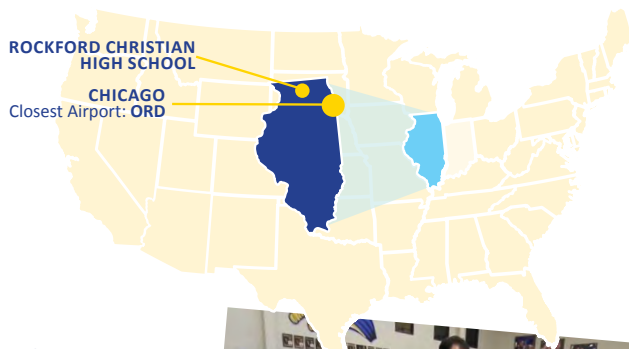 ROCKFORD CHRISTIAN
HIGH SCHOOL
CHICAGO
Closest Airport: ORD